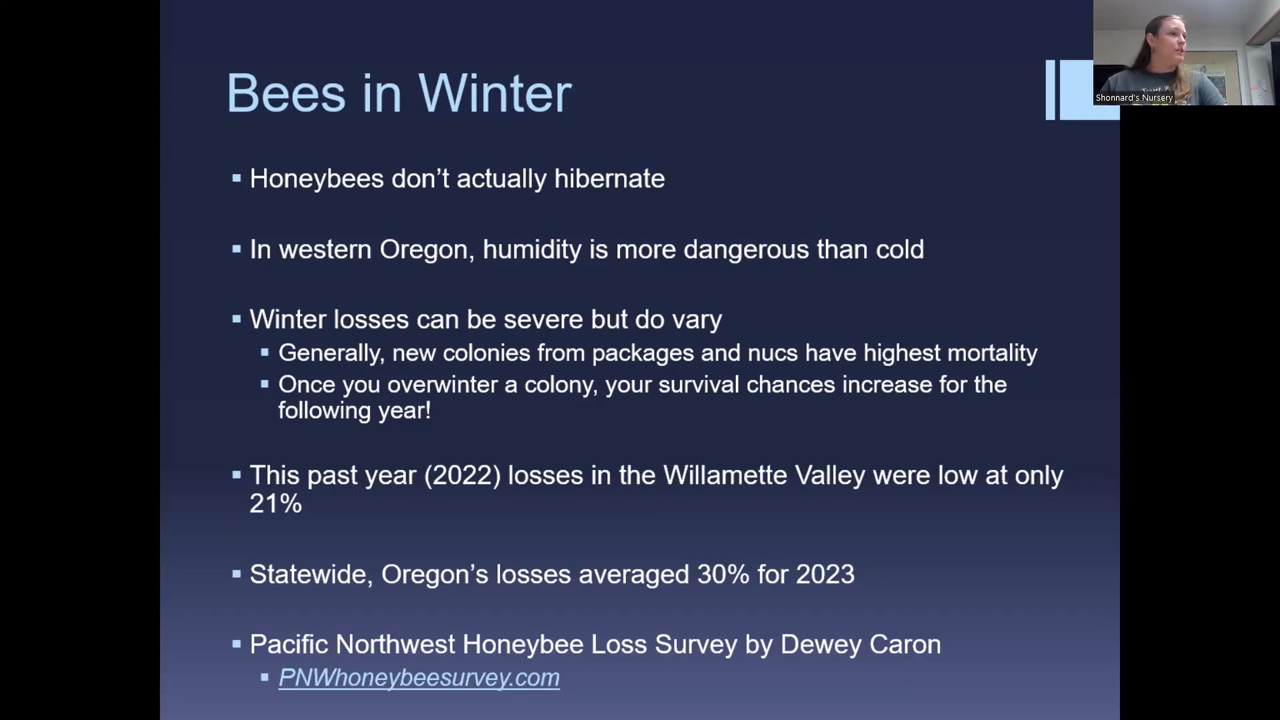 Bees in Winter
Shonnard's Nursery
Honeybees don't actually hibernate
In western Oregon, humidity is more dangerous than cold
Winter losses can be severe but do vary
Generally, new colonies from packages and nucs have highest mortality
Once you overwinter a colony, your survival chances increase for the
following year!
This past year (2022) losses in the Willamette Valley were low at only
21%
Statewide, Oregon's losses averaged 30% for 2023
Pacific Northwest Honeybee Loss Survey by Dewey Caron
PNWhoneybeesurvey.com